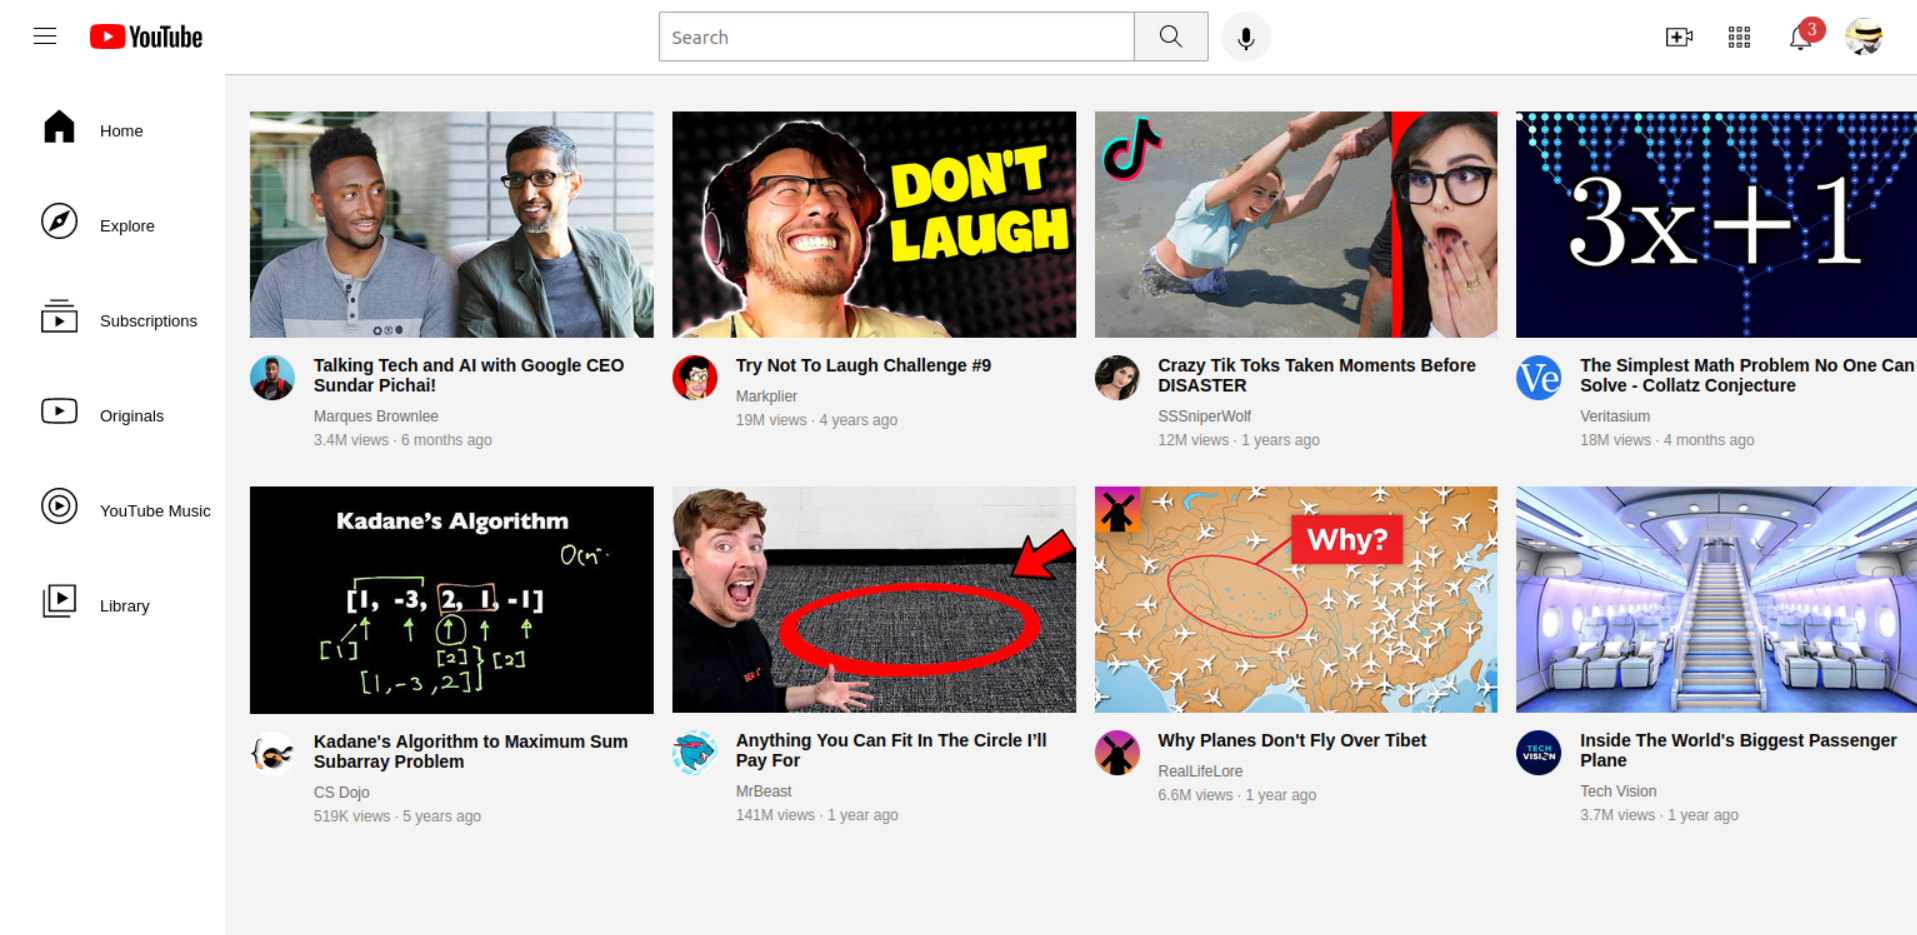 YouTube
Search
3
Home
Explore
Subscriptions
Originals
YouTube Music
Library
DON'T
LAUGH
3x+1
Talking Tech and AI with Google CEO
Sundar Pichai!
Marques Brownlee
3.4M views · 6 months ago
Try Not To Laugh Challenge #9
Markplier
19M views · 4 years ago
Crazy Tik Toks Taken Moments Before
DISASTER
SSSniperWolf
12M views · 1 years ago
Ve
The Simplest Math Problem No One Can
Solve - Collatz Conjecture
Veritasium
18M views · 4 months ago
Kadane's Algorithm
[1, -3, 2, 1, -1]
[1]
[2]
[2]
[1,-3,2]
Why?
Kadane's Algorithm to Maximum Sum
Subarray Problem
CS Dojo
519K views · 5 years ago
Anything You Can Fit In The Circle I'll
Pay For
MrBeast
141M views · 1 year ago
Why Planes Don't Fly Over Tibet
RealLifeLore
6.6M views · 1 year ago
TECH
VISION
Inside The World's Biggest Passenger
Plane
Tech Vision
3.7M views · 1 year ago